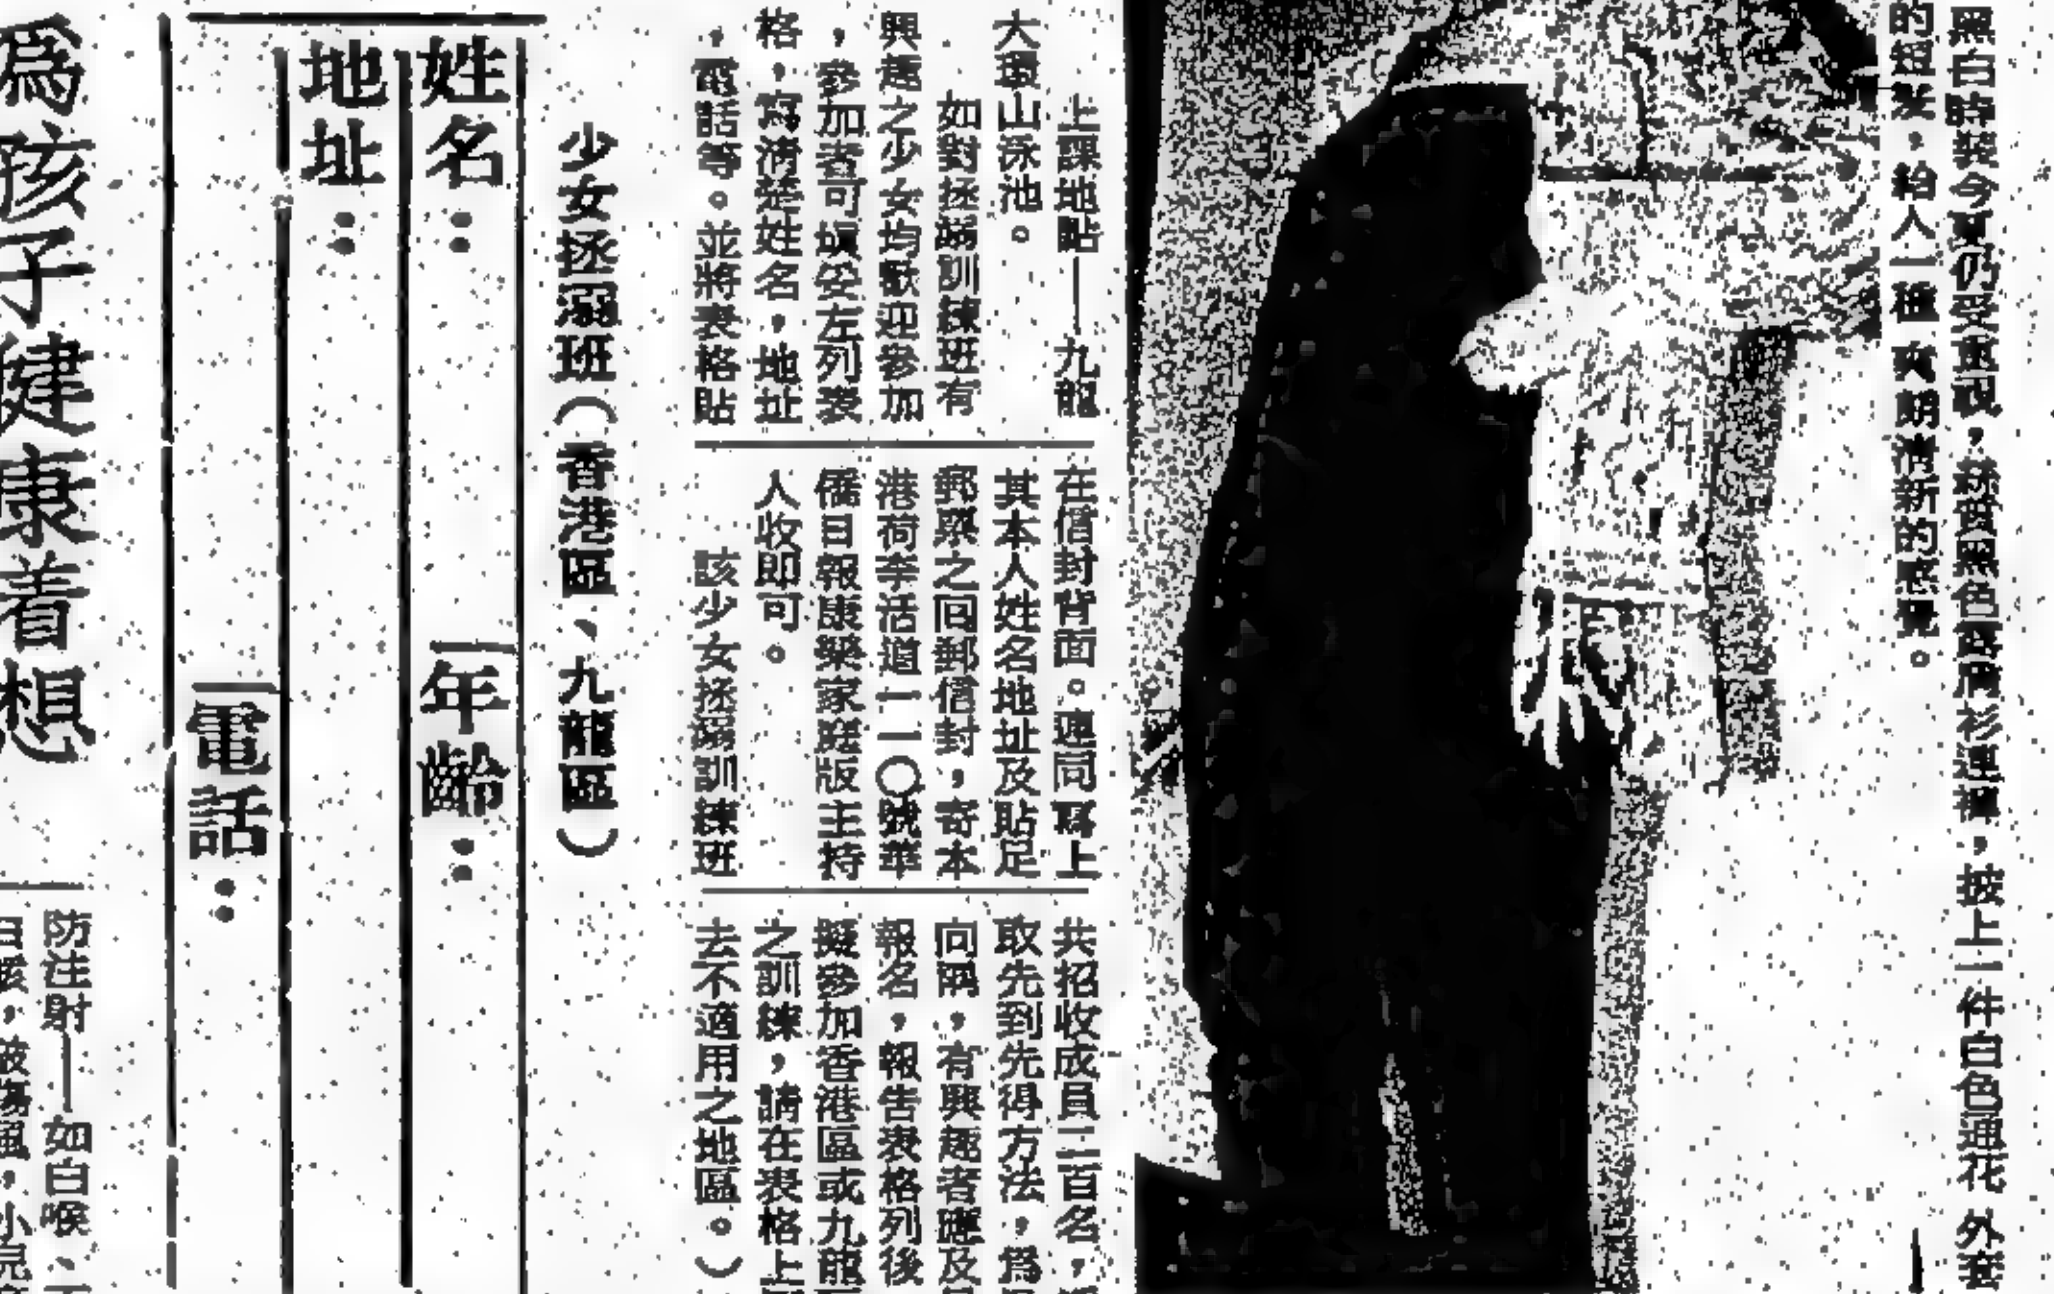 黑白時裝今夏仍受重視，絲質黑色直脚衫連褲，披上一件白色通花外套
的短裝，給人一種爽朗清新的感覺。
上課地點——九龍
大環山泳池。
如對拯溺訓練班有
興趣之少女均歡迎參加
，參加者可填妥左列表
格，寫清楚姓名，地址
，電話等。並將表格貼
在信封背面。連同寫上
其本人姓名地址及貼足
郵票之回郵信封，寄本
港荷李活道一一〇號華
僑日報康樂家庭版主持
人收即可。
該少女拯溺訓練班
共招收成員二百名，
取先到先得方法，爲
向隅，有興趣者應及
報名，報告表格列後
擬參加香港區或九龍
之訓練，請在表格上
去不適用之地區。）
少女拯溺班（香港區、九龍區）
姓名：
年齡：
地址：
電話：
爲孩子健康着想
防注射——如白喉、
白喉，破傷風，小兒